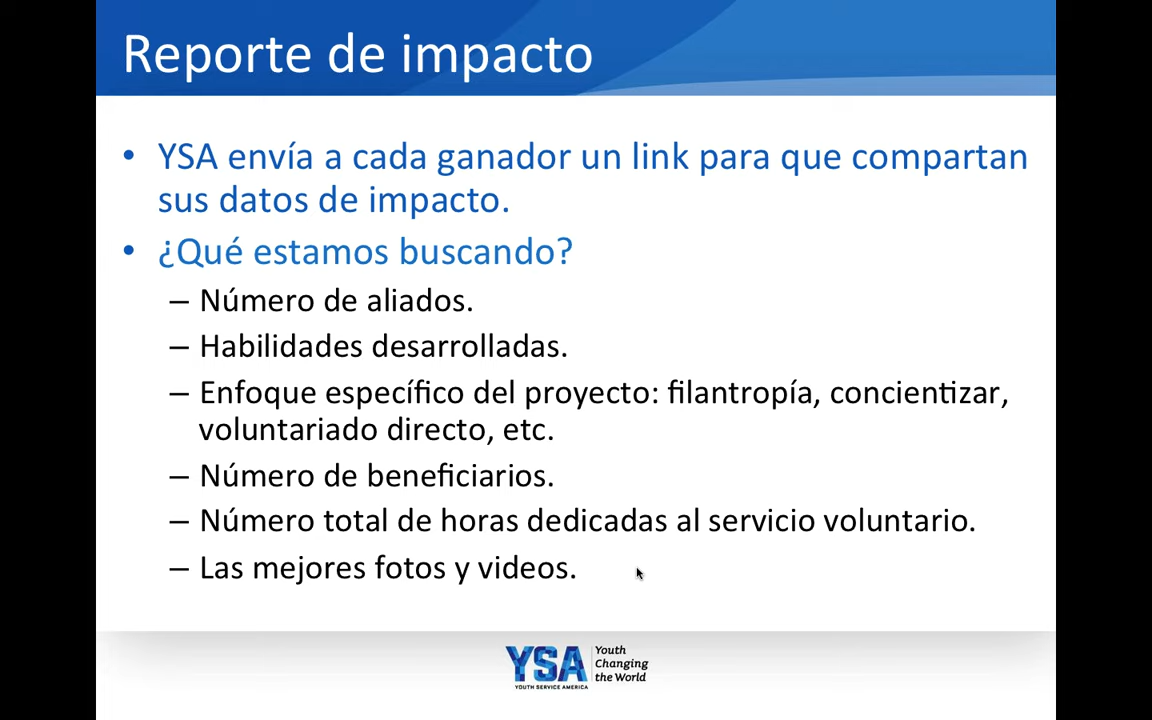 Reporte de impacto
• YSA envía a cada ganador un link para que compartan
sus datos de impacto.
• ¿Qué estamos buscando?
– Número de aliados.
– Habilidades desarrolladas.
– Enfoque específico del proyecto: filantropía, concientizar,
voluntariado directo, etc.
– Número de beneficiarios.
– Número total de horas dedicadas al servicio voluntario.
– Las mejores fotos y videos.
YSA
YOUTH SERVICE AMERICA
Youth
Changing
the World